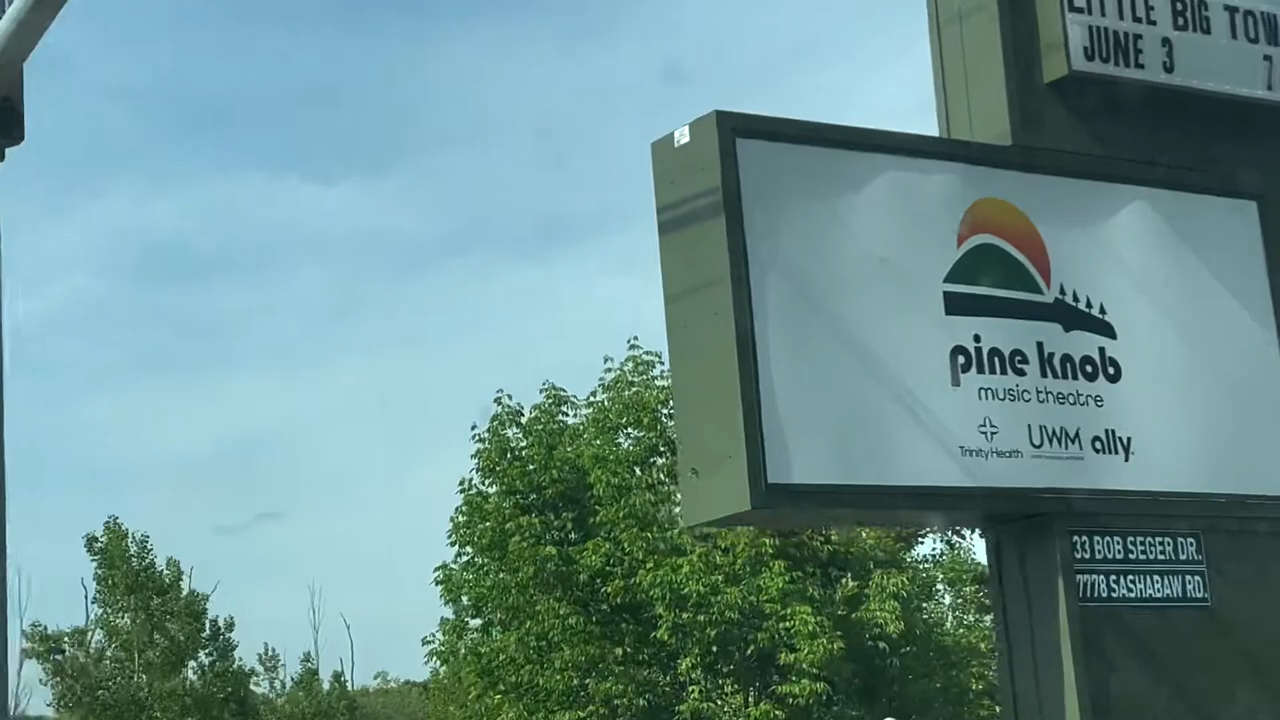 LITTLE BIG TOW
JUNE 3 7
pine knob
music theatre
Trinity Health UWM ally
33 BOB SEGER DR.
7778 SASHABAW RD.